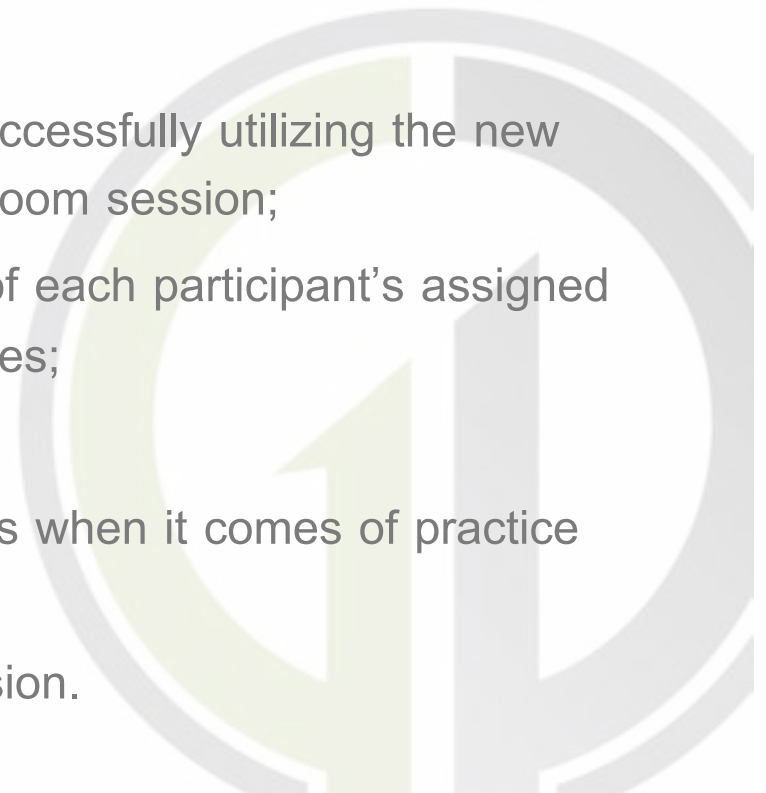 ccessfully utilizing the new
oom session;
of each participant’s assigned
es;
s when it comes of practice
sion.